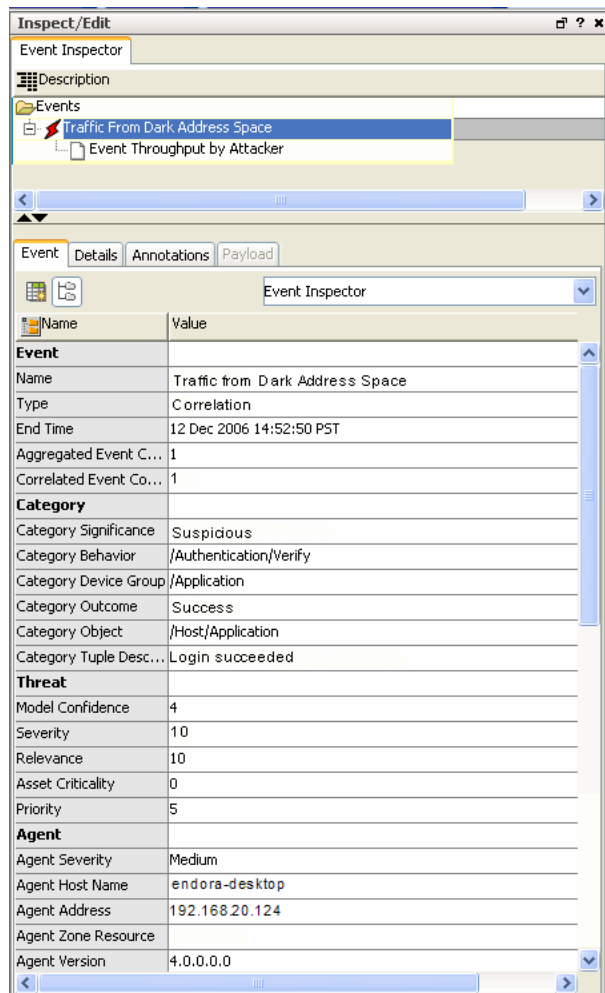 Inspect/Edit
Event Inspector
Description
Events
Traffic From Dark Address Space
Event Throughput by Attacker
Event Details Annotations Payload
Event Inspector
Name Value
Event
Name Traffic from Dark Address Space
Type Correlation
End Time 12 Dec 2006 14:52:50 PST
Aggregated Event C... 1
Correlated Event Co... 1
Category
Category Significance Suspicious
Category Behavior /Authentication/Verify
Category Device Group /Application
Category Outcome Success
Category Object /Host/Application
Category Tuple Desc... Login succeeded
Threat
Model Confidence 4
Severity 10
Relevance 10
Asset Criticality 0
Priority 5
Agent
Agent Severity Medium
Agent Host Name endora-desktop
Agent Address 192.168.20.124
Agent Zone Resource
Agent Version 4.0.0.0.0